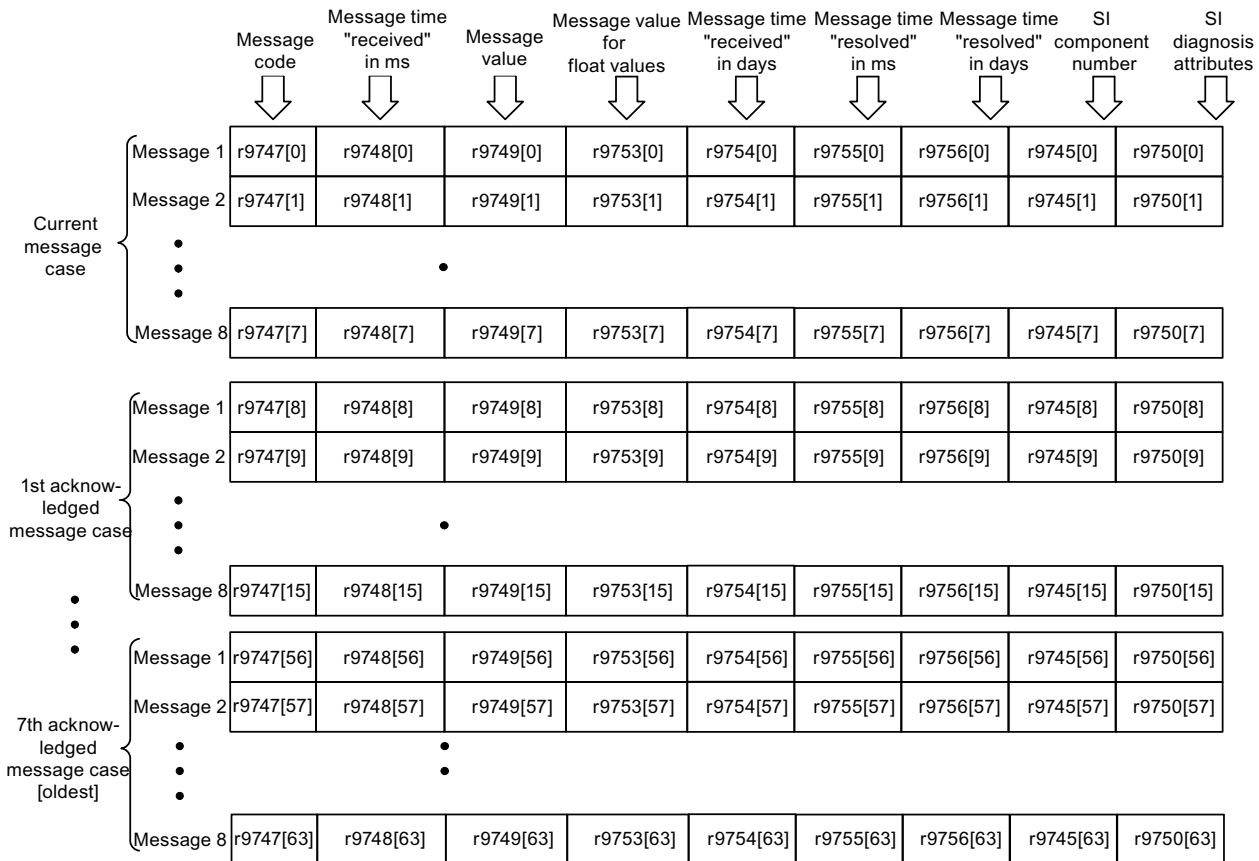 Message
code
Message time
"received"
in ms
Message
value
Message value
for
float values
Message time
"received"
in days
Message time
"resolved"
in ms
Message time
"resolved"
in days
SI
component
number
SI
diagnosis
attributes
Current
message
case
Message 1 r9747[0] r9748[0] r9749[0] r9753[0] r9754[0] r9755[0] r9756[0] r9745[0] r9750[0]
Message 2 r9747[1] r9748[1] r9749[1] r9753[1] r9754[1] r9755[1] r9756[1] r9745[1] r9750[1]
Message 8 r9747[7] r9748[7] r9749[7] r9753[7] r9754[7] r9755[7] r9756[7] r9745[7] r9750[7]
1st acknow-
ledged
message case
Message 1 r9747[8] r9748[8] r9749[8] r9753[8] r9754[8] r9755[8] r9756[8] r9745[8] r9750[8]
Message 2 r9747[9] r9748[9] r9749[9] r9753[9] r9754[9] r9755[9] r9756[9] r9745[9] r9750[9]
Message 8 r9747[15] r9748[15] r9749[15] r9753[15] r9754[15] r9755[15] r9756[15] r9745[15] r9750[15]
7th acknow-
ledged
message case
[oldest]
Message 1 r9747[56] r9748[56] r9749[56] r9753[56] r9754[56] r9755[56] r9756[56] r9745[56] r9750[56]
Message 2 r9747[57] r9748[57] r9749[57] r9753[57] r9754[57] r9755[57] r9756[57] r9745[57] r9750[57]
Message 8 r9747[63] r9748[63] r9749[63] r9753[63] r9754[63] r9755[63] r9756[63] r9745[63] r9750[63]